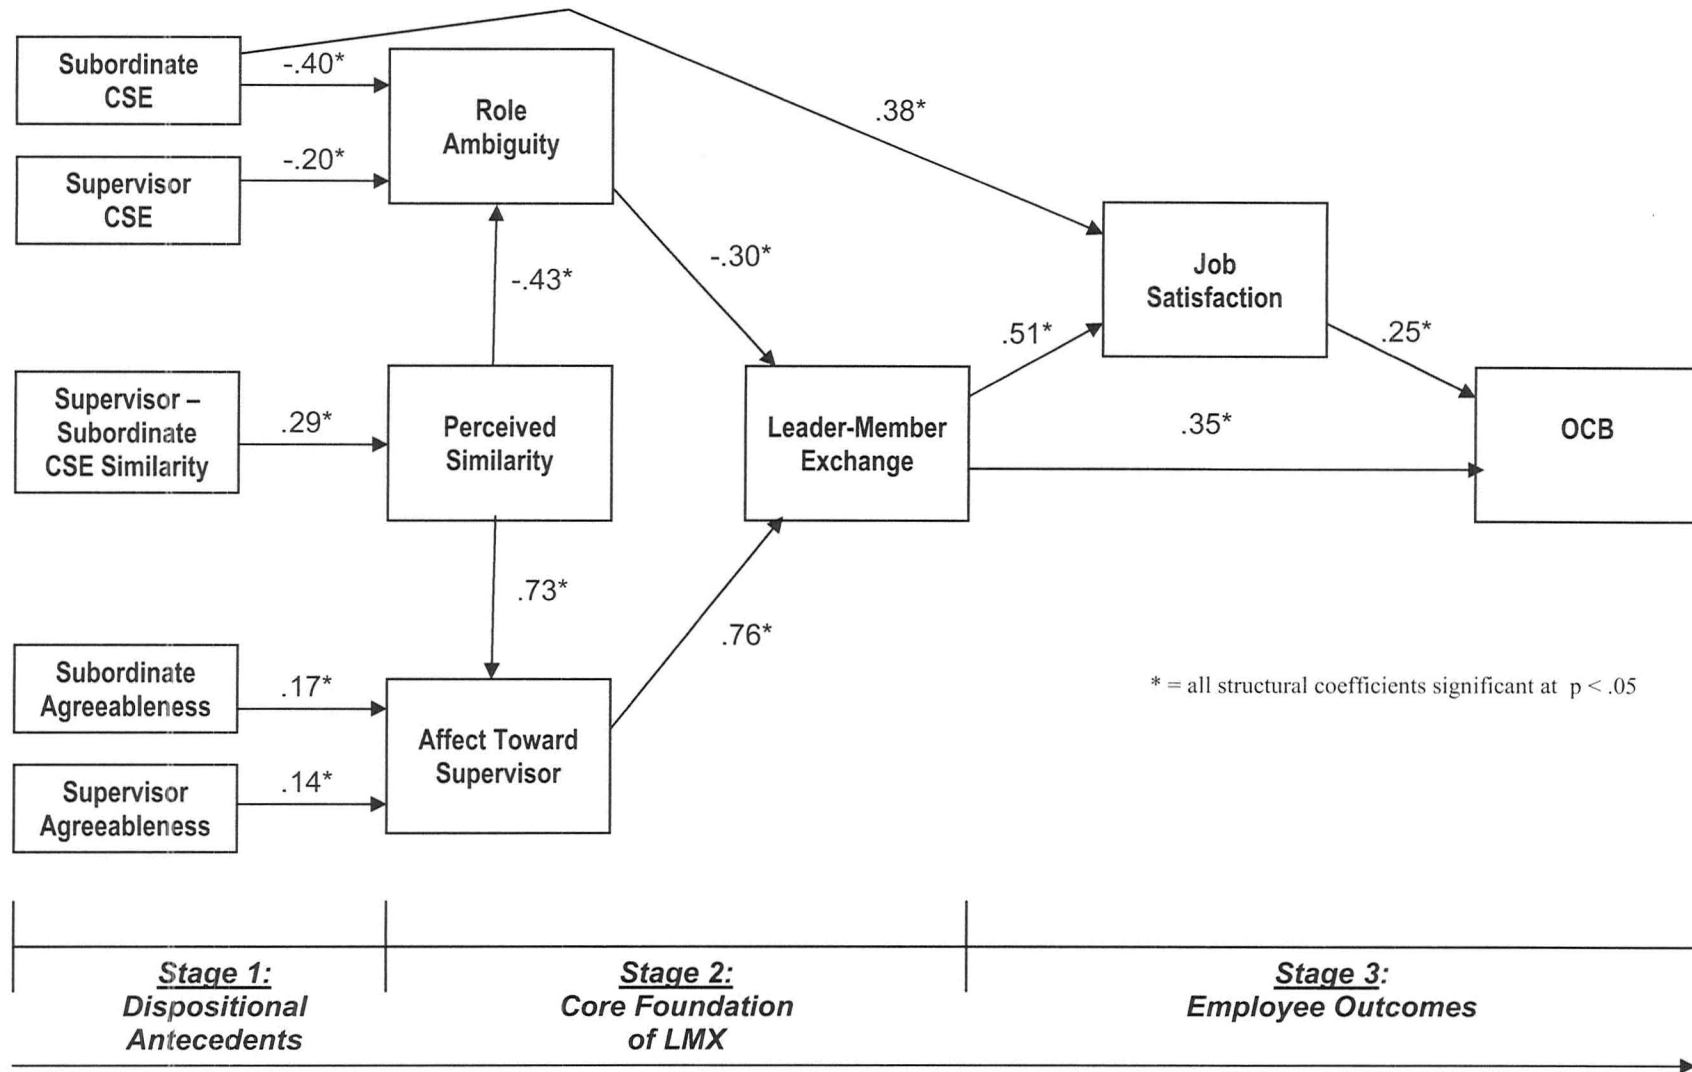 Subordinate
CSE
-.40*
Role
Ambiguity
.38*
Supervisor
CSE
-.20*
-.43*
-.30*
Job
Satisfaction
.51*
.25*
Supervisor –
Subordinate
CSE Similarity
.29*
Perceived
Similarity
Leader-Member
Exchange
.35*
OCB
.73*
.76*
Subordinate
Agreeableness
.17*
Affect Toward
Supervisor
Supervisor
Agreeableness
.14*
* = all structural coefficients significant at p < .05
Stage 1:
Dispositional
Antecedents
Stage 2:
Core Foundation
of LMX
Stage 3:
Employee Outcomes